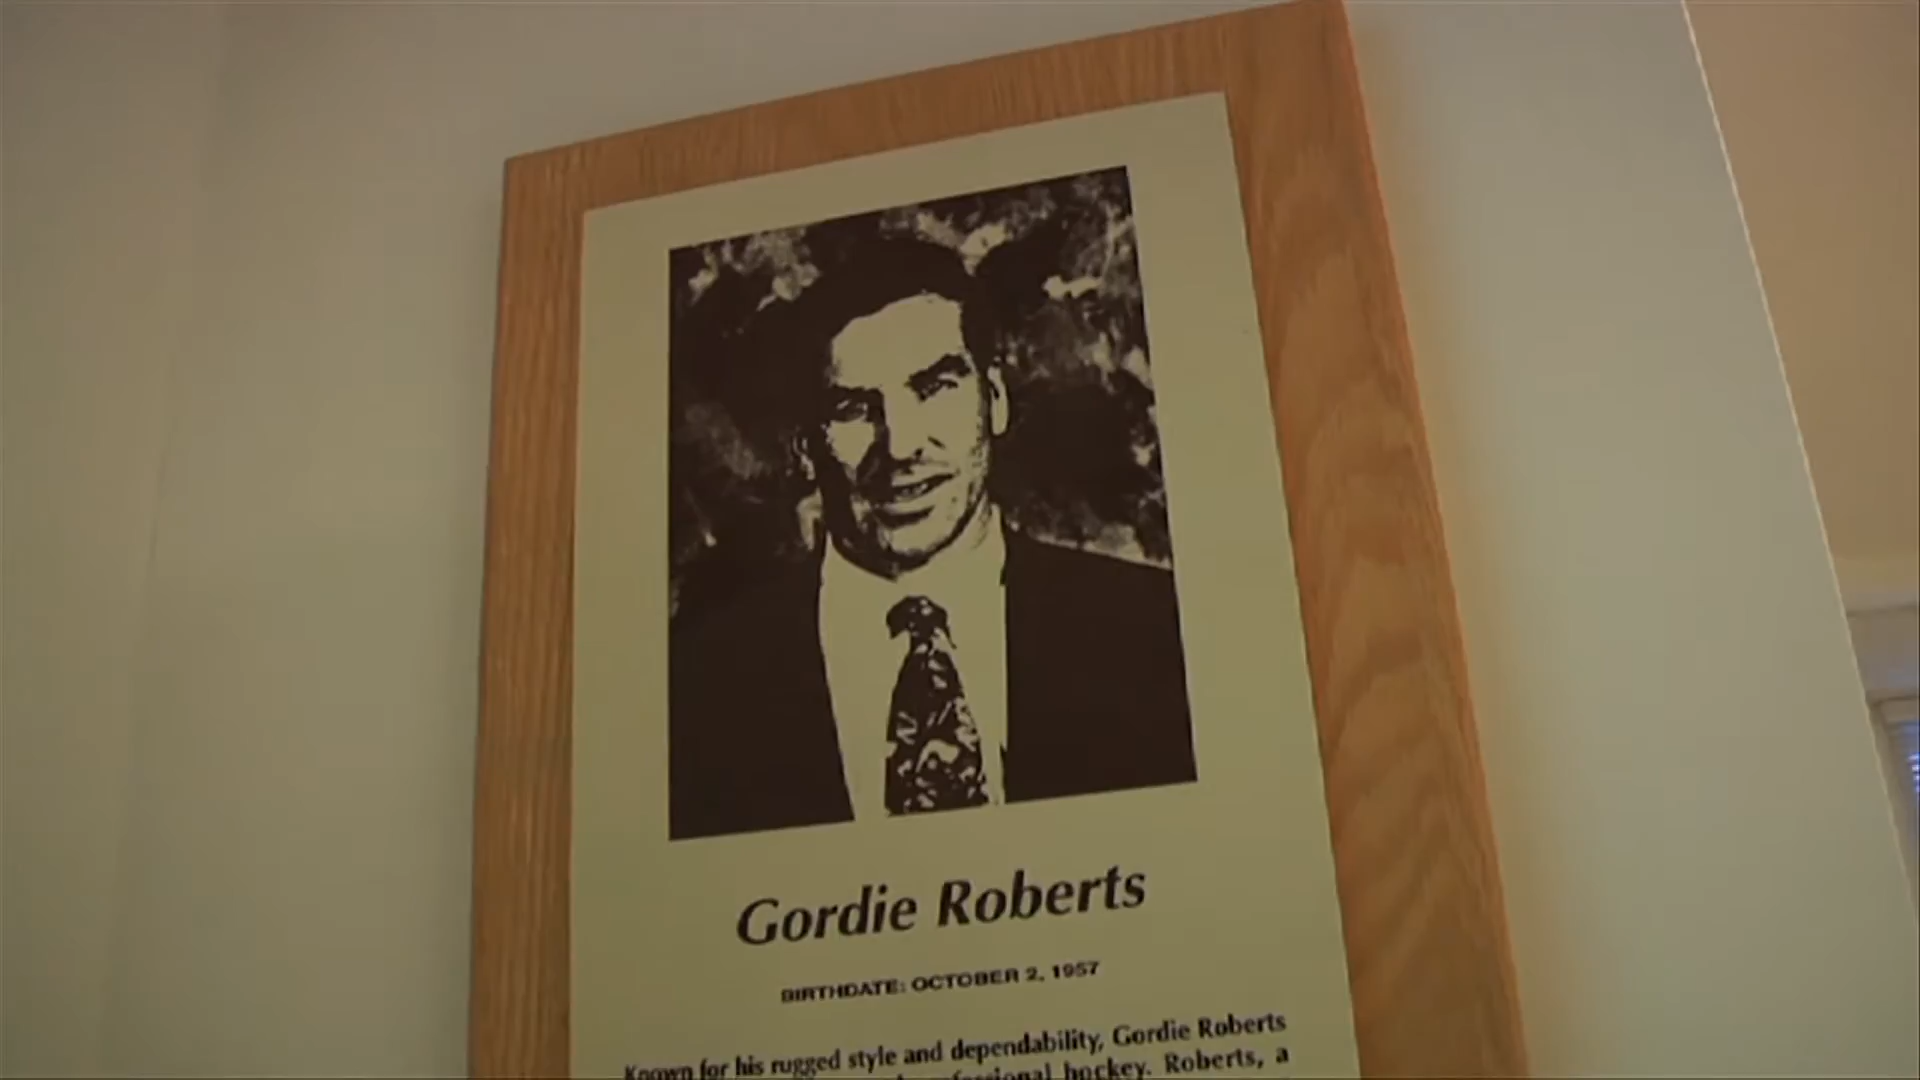 Gordie Roberts
BIRTHDATE: OCTOBER 2, 1957
Known for his rugged style and dependability, Gordie Roberts
professional hockey. Roberts, a